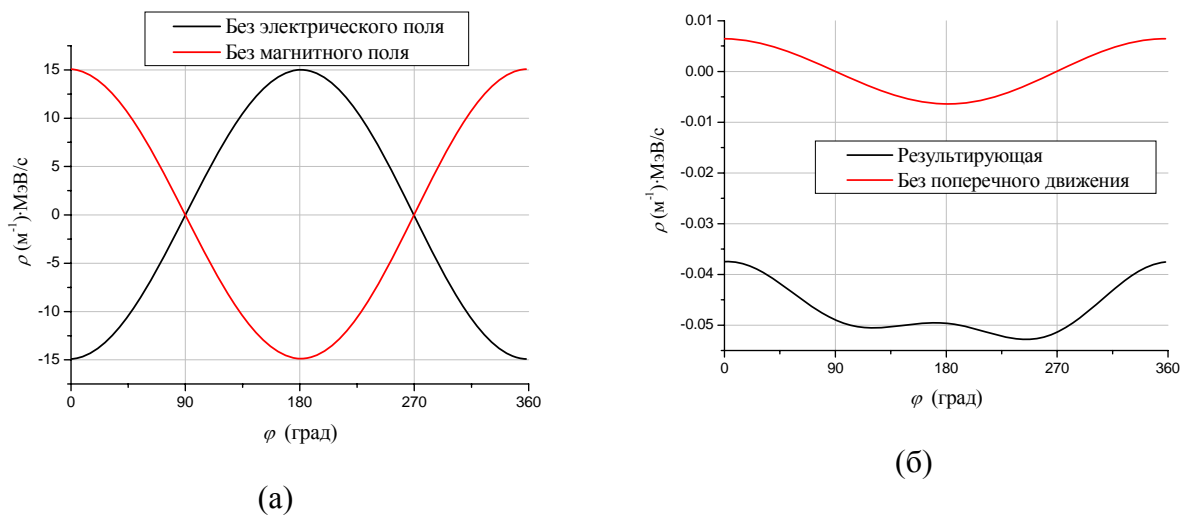 Без электрического поля
Без магнитного поля
15
10
5
0
-5
-10
-15
ρ (м⁻¹)·МэВ/c
0
90
180
270
360
φ (град)
(а)
0.01
0.00
-0.01
-0.02
-0.03
-0.04
-0.05
ρ (м⁻¹)·МэВ/c
Результирующая
Без поперечного движения
0
90
180
270
360
φ (град)
(б)